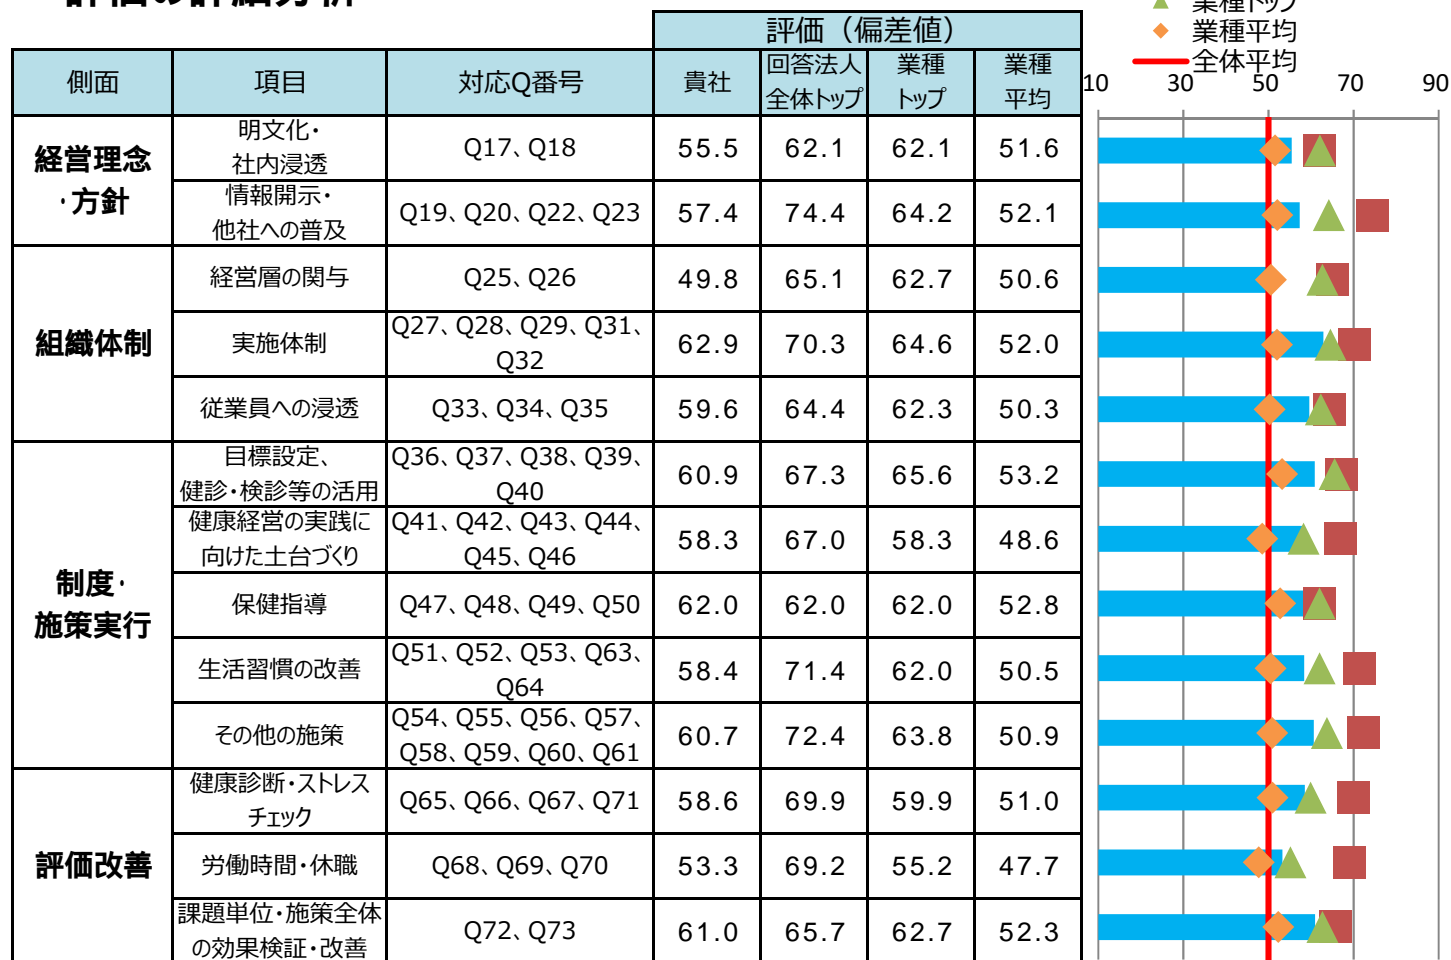 評価の詳細分析
業種トップ
業種平均
全体平均
評価（偏差値）
側面 項目 対応Q番号 貴社 回答法人全体トップ 業種トップ 業種平均
10 30 50 70 90
経営理念・方針
明文化・社内浸透 Q17、Q18 55.5 62.1 62.1 51.6
情報開示・他社への普及 Q19、Q20、Q22、Q23 57.4 74.4 64.2 52.1
組織体制
経営層の関与 Q25、Q26 49.8 65.1 62.7 50.6
実施体制 Q27、Q28、Q29、Q31、Q32 62.9 70.3 64.6 52.0
従業員への浸透 Q33、Q34、Q35 59.6 64.4 62.3 50.3
制度・施策実行
目標設定、健診・検診等の活用 Q36、Q37、Q38、Q39、Q40 60.9 67.3 65.6 53.2
健康経営の実践に向けた土台づくり Q41、Q42、Q43、Q44、Q45、Q46 58.3 67.0 58.3 48.6
保健指導 Q47、Q48、Q49、Q50 62.0 62.0 62.0 52.8
生活習慣の改善 Q51、Q52、Q53、Q63、Q64 58.4 71.4 62.0 50.5
その他の施策 Q54、Q55、Q56、Q57、Q58、Q59、Q60、Q61 60.7 72.4 63.8 50.9
評価改善
健康診断・ストレスチェック Q65、Q66、Q67、Q71 58.6 69.9 59.9 51.0
労働時間・休職 Q68、Q69、Q70 53.3 69.2 55.2 47.7
課題単位・施策全体の効果検証・改善 Q72、Q73 61.0 65.7 62.7 52.3